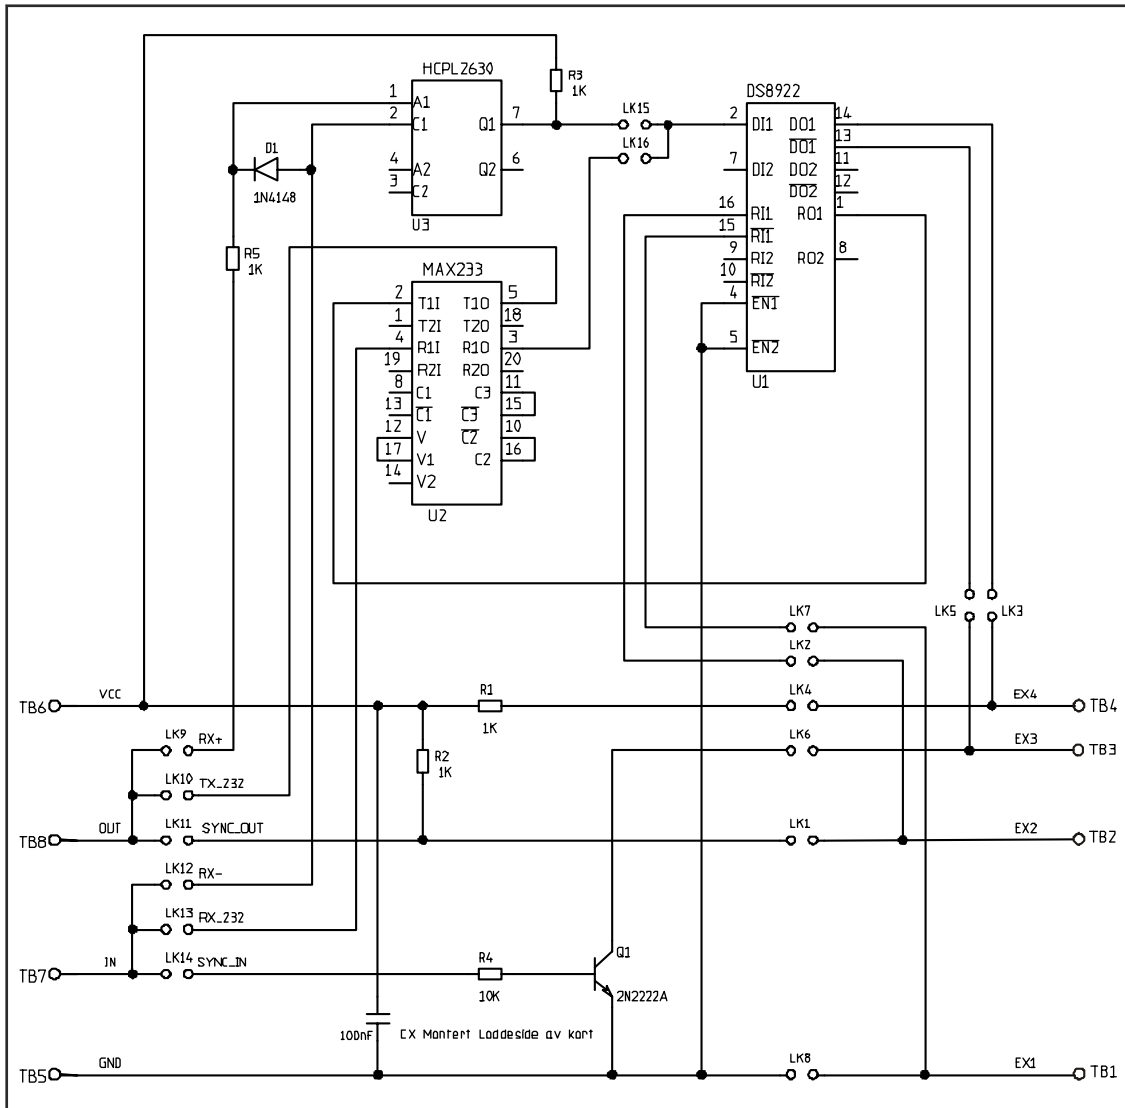 HCPL2630
1 A1
2 C1
4 A2
3 C2
Q1 7
Q2 6
U3
R3
1K
LK15
LK16
DS8922
2 DI1
7 DI2
16 RI1
15 RI1
9 RI2
10 RI2
4 EN1
5 EN2
DO1 14
DO1 13
DO2 11
DO2 12
RO1 1
RO2 8
U1
D1
1N4148
R5
1K
MAX233
2 T1I
1 T2I
4 R1I
19 R2I
8 C1
13 C1
12 V
17 V1
14 V2
T1O 5
T2O 18
R1O 3
R2O 20
C3 11
C3 15
C2 10
C2 16
U2
LK5
LK3
LK7
LK2
TB6 VCC
R1
1K
LK4
EX4 TB4
LK9 RX+
R2
1K
LK6
EX3 TB3
LK10 TX_232
TB8 OUT
LK11 SYNC_OUT
LK1
EX2 TB2
LK12 RX-
LK13 RX_232
TB7 IN
LK14 SYNC_IN
R4
10K
Q1
2N2222A
100nF CX Montert Loddeside av kort
TB5 GND
LK8
EX1 TB1